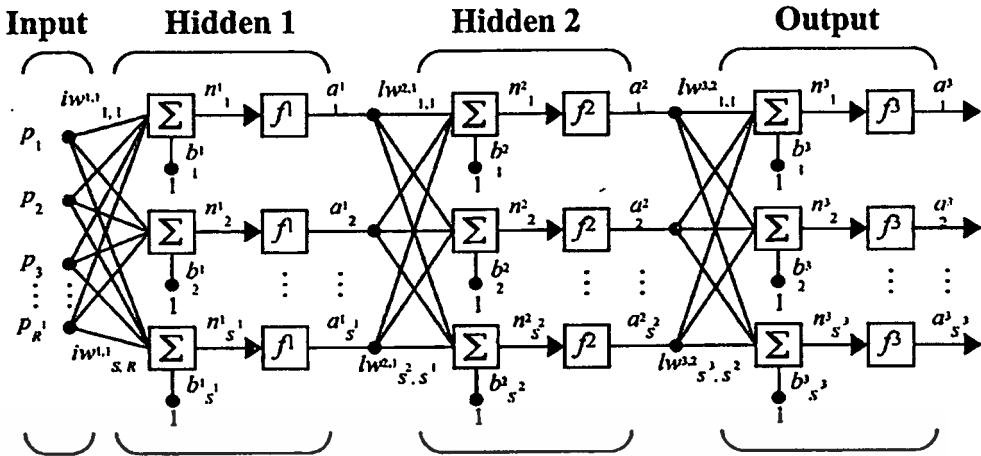 Input Hidden 1 Hidden 2 Output
iw1,1 1,1 n1 1 a1 1 lw2,1 1,1 n2 1 a2 1 lw3,2 1,1 n3 1 a3 1
p1 Σ f1 Σ f2 Σ f3
b1 1 b2 1 b3 1
1 1 1
p2 n1 2 a1 2 n2 2 a2 2 n3 2 a3 2
Σ f1 Σ f2 Σ f3
p3 b1 2 b2 2 b3 2
1 1 1
pR1 n1 s1 a1 s1 n2 s2 a2 s2 n3 s3 a3 s3
iw1,1 s,R Σ f1 lw2,1 s2,s1 Σ f2 lw3,2 s3,s2 Σ f3
b1 s1 b2 s2 b3 s3
1 1 1